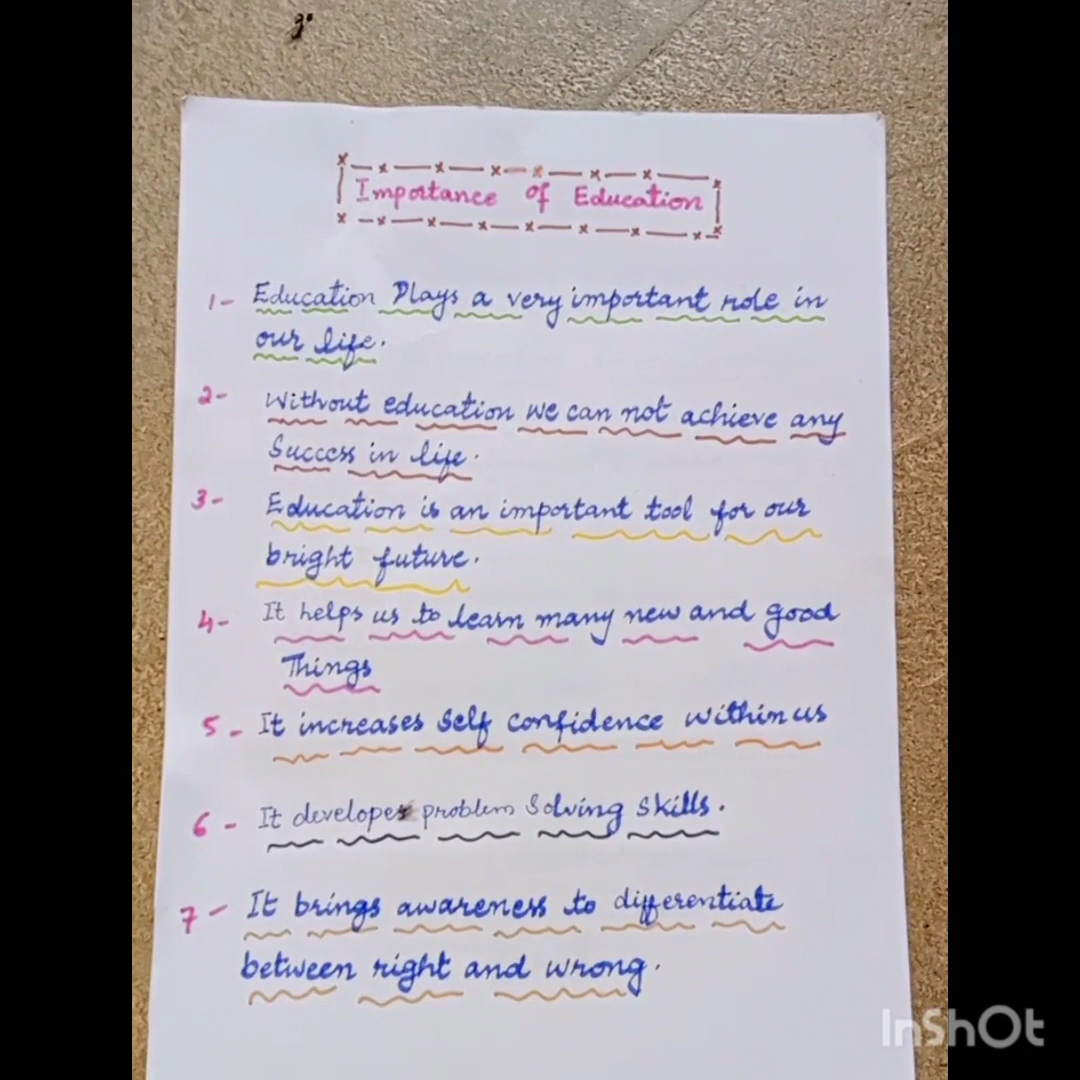 Importance of Education
1- Education Plays a very important role in
our life.
2- Without education we can not achieve any
Success in life.
3- Education is an important tool for our
bright future.
4- It helps us to learn many new and good
Things
5- It increases self confidence within us
6- It developes problem solving skills.
7- It brings awareness to differentiate
between right and wrong.
InShOt